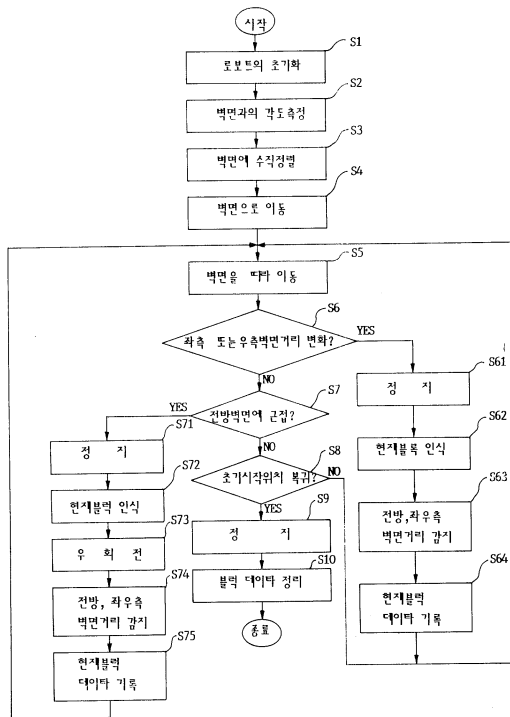 시작
S1
로보트의 초기화
S2
벽면과의 각도측정
S3
벽면에 수직정렬
S4
벽면으로 이동
S5
벽면을 따라 이동
S6
좌측 또는우측벽면거리 변화?
YES
NO
S61
정 지
S7
전방벽면에 근접?
YES
NO
S71
정 지
S62
현재블록 인식
S8
초기시작위치 복귀?
NO
YES
S72
현재블럭 인식
S9
정 지
S63
전방,좌우측
벽면거리 감지
S73
우 회 전
S10
블럭 데이타 정리
S74
전방, 좌우측
벽면거리 감지
S64
현재블럭
데이타 기록
종료
S75
현재블럭
데이타 기록